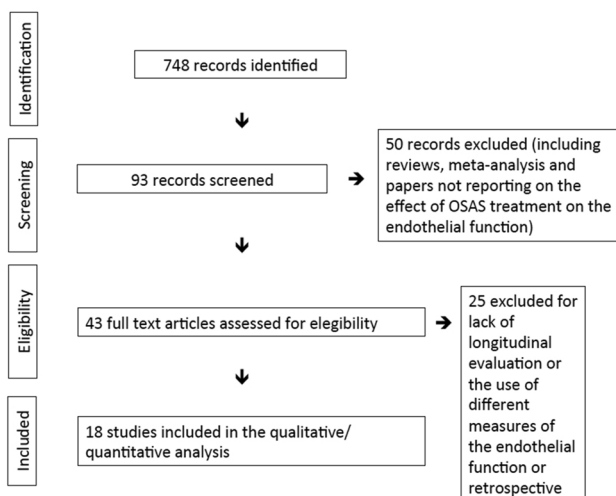 Identification
748 records identified
Screening
93 records screened
50 records excluded (including
reviews, meta-analysis and
papers not reporting on the
effect of OSAS treatment on the
endothelial function)
Eligibility
43 full text articles assessed for elegibility
25 excluded for
lack of
longitudinal
evaluation or
the use of
different
measures of
the endothelial
function or
retrospective
Included
18 studies included in the qualitative/
quantitative analysis